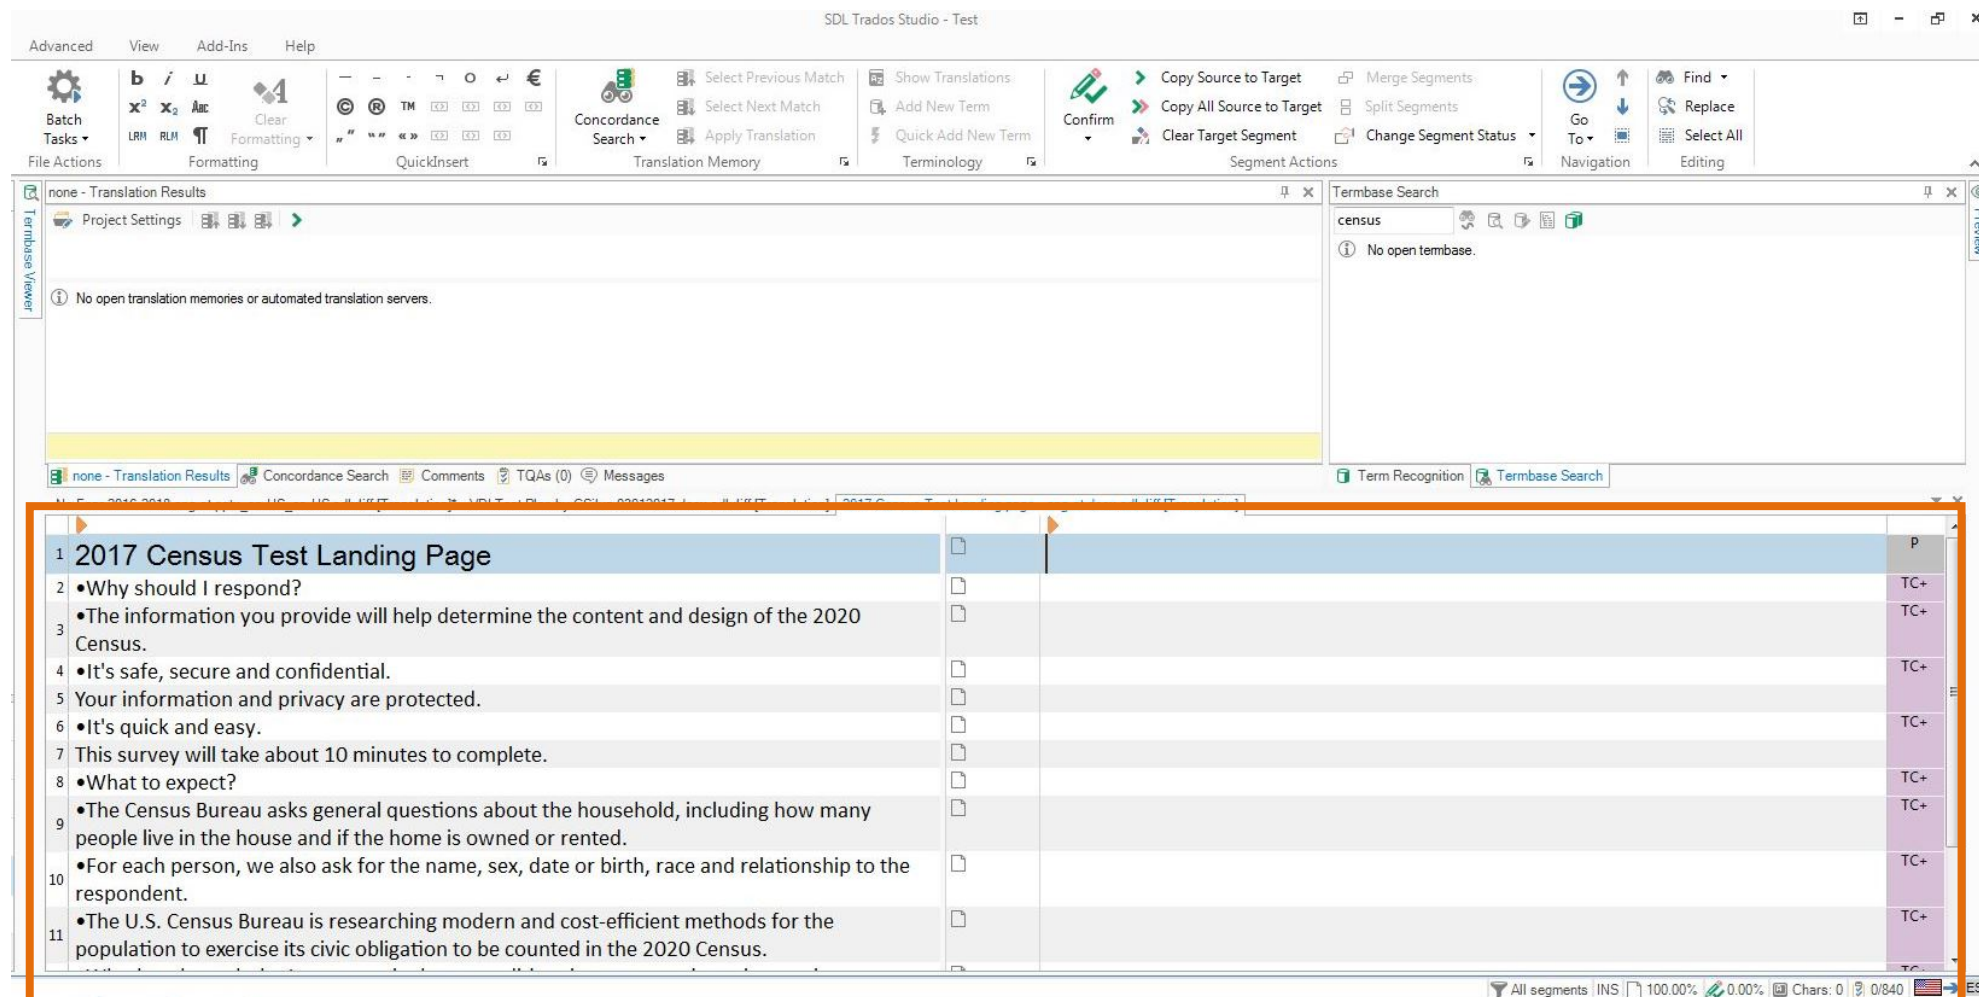 SDL Trados Studio - Test
Advanced View Add-Ins Help
b i u Select Previous Match Show Translations Copy Source to Target Merge Segments Find
x² x₂ ABC © ® TM Select Next Match Add New Term Copy All Source to Target Split Segments Replace
Batch Tasks LRM RLM ¶ Clear Formatting Concordance Search Apply Translation Quick Add New Term Confirm Clear Target Segment Change Segment Status Go To Select All
File Actions Formatting QuickInsert Translation Memory Terminology Segment Actions Navigation Editing
Termbase Viewer
none - Translation Results
Project Settings
No open translation memories or automated translation servers.
none - Translation Results Concordance Search Comments TQAs (0) Messages
Termbase Search
census
No open termbase.
Term Recognition Termbase Search
1 2017 Census Test Landing Page P
2 •Why should I respond? TC+
3 •The information you provide will help determine the content and design of the 2020 TC+
Census.
4 •It's safe, secure and confidential. TC+
5 Your information and privacy are protected.
6 •It's quick and easy. TC+
7 This survey will take about 10 minutes to complete.
8 •What to expect? TC+
9 •The Census Bureau asks general questions about the household, including how many TC+
people live in the house and if the home is owned or rented.
10 •For each person, we also ask for the name, sex, date or birth, race and relationship to the TC+
respondent.
11 •The U.S. Census Bureau is researching modern and cost-efficient methods for the TC+
population to exercise its civic obligation to be counted in the 2020 Census.
All segments INS 100.00% 0.00% Chars: 0 0/840 ES